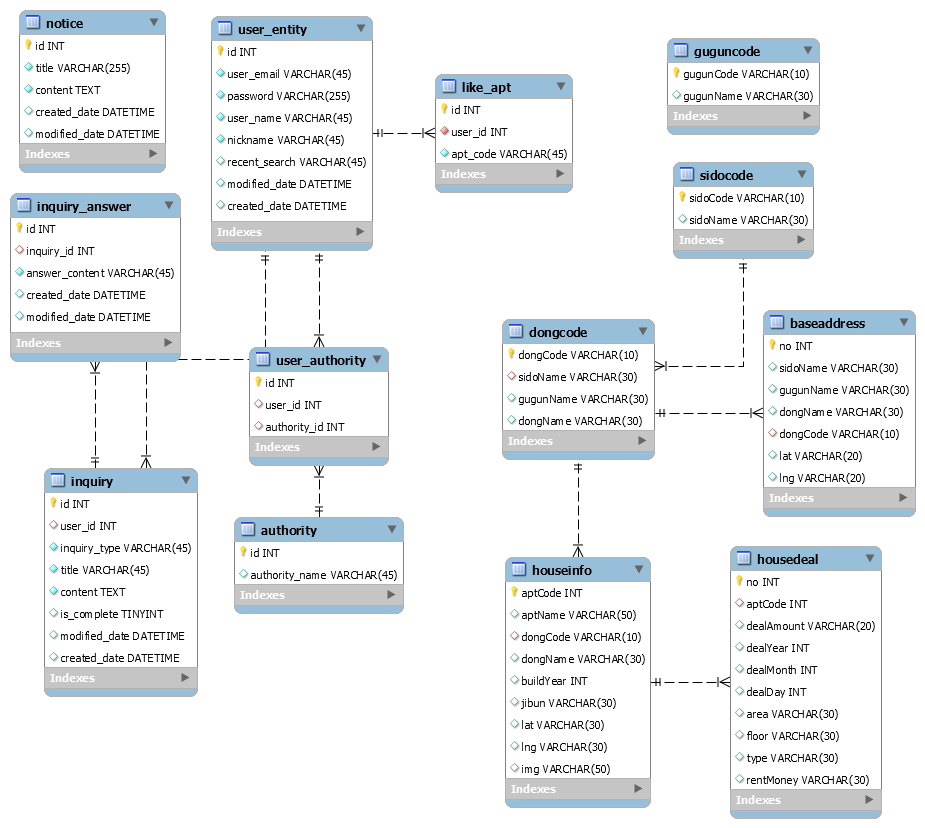 notice
id INT
title VARCHAR(255)
content TEXT
created_date DATETIME
modified_date DATETIME
Indexes
user_entity
id INT
user_email VARCHAR(45)
password VARCHAR(255)
user_name VARCHAR(45)
nickname VARCHAR(45)
recent_search VARCHAR(45)
modified_date DATETIME
created_date DATETIME
Indexes
like_apt
id INT
user_id INT
apt_code VARCHAR(45)
Indexes
guguncode
gugunCode VARCHAR(10)
gugunName VARCHAR(30)
Indexes
sidocode
sidoCode VARCHAR(10)
sidoName VARCHAR(30)
Indexes
inquiry_answer
id INT
inquiry_id INT
answer_content VARCHAR(45)
created_date DATETIME
modified_date DATETIME
Indexes
user_authority
id INT
user_id INT
authority_id INT
Indexes
dongcode
dongCode VARCHAR(10)
sidoName VARCHAR(30)
gugunName VARCHAR(30)
dongName VARCHAR(30)
Indexes
baseaddress
no INT
sidoName VARCHAR(30)
gugunName VARCHAR(30)
dongName VARCHAR(30)
dongCode VARCHAR(10)
lat VARCHAR(20)
lng VARCHAR(20)
Indexes
inquiry
id INT
user_id INT
inquiry_type VARCHAR(45)
title VARCHAR(45)
content TEXT
is_complete TINYINT
modified_date DATETIME
created_date DATETIME
Indexes
authority
id INT
authority_name VARCHAR(45)
Indexes
houseinfo
aptCode INT
aptName VARCHAR(50)
dongCode VARCHAR(10)
dongName VARCHAR(30)
buildYear INT
jibun VARCHAR(30)
lat VARCHAR(30)
lng VARCHAR(30)
img VARCHAR(50)
Indexes
housedeal
no INT
aptCode INT
dealAmount VARCHAR(20)
dealYear INT
dealMonth INT
dealDay INT
area VARCHAR(30)
floor VARCHAR(30)
type VARCHAR(30)
rentMoney VARCHAR(30)
Indexes